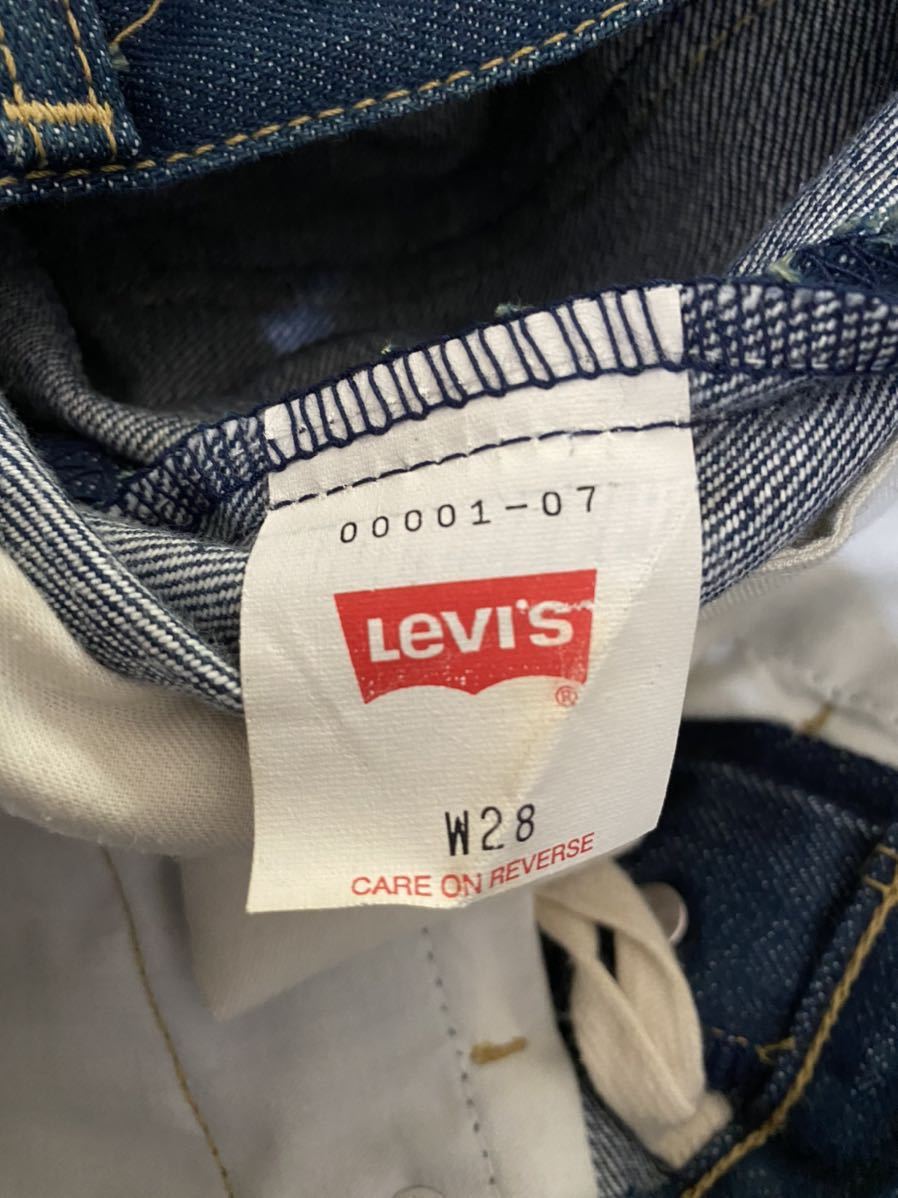 00001-07
LEVI'S
®
W28
CARE ON REVERSE